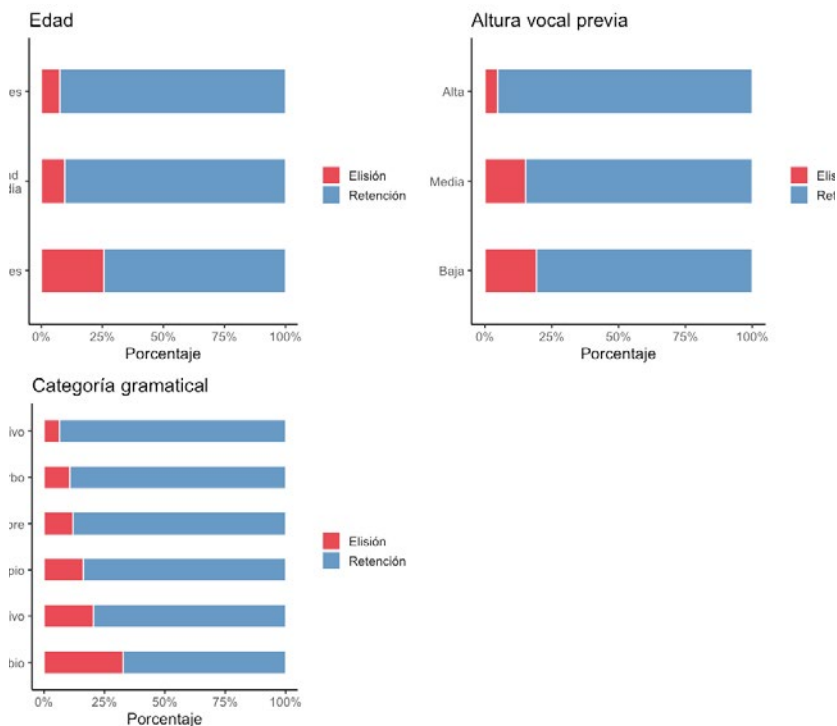 Edad
es
d
dia
es
Elisión
Retención
0% 25% 50% 75% 100%
Porcentaje
Altura vocal previa
Alta
Media
Baja
Elis
Ret
0% 25% 50% 75% 100%
Porcentaje
Categoría gramatical
ivo
rbo
bre
pio
ivo
bio
Elisión
Retención
0% 25% 50% 75% 100%
Porcentaje